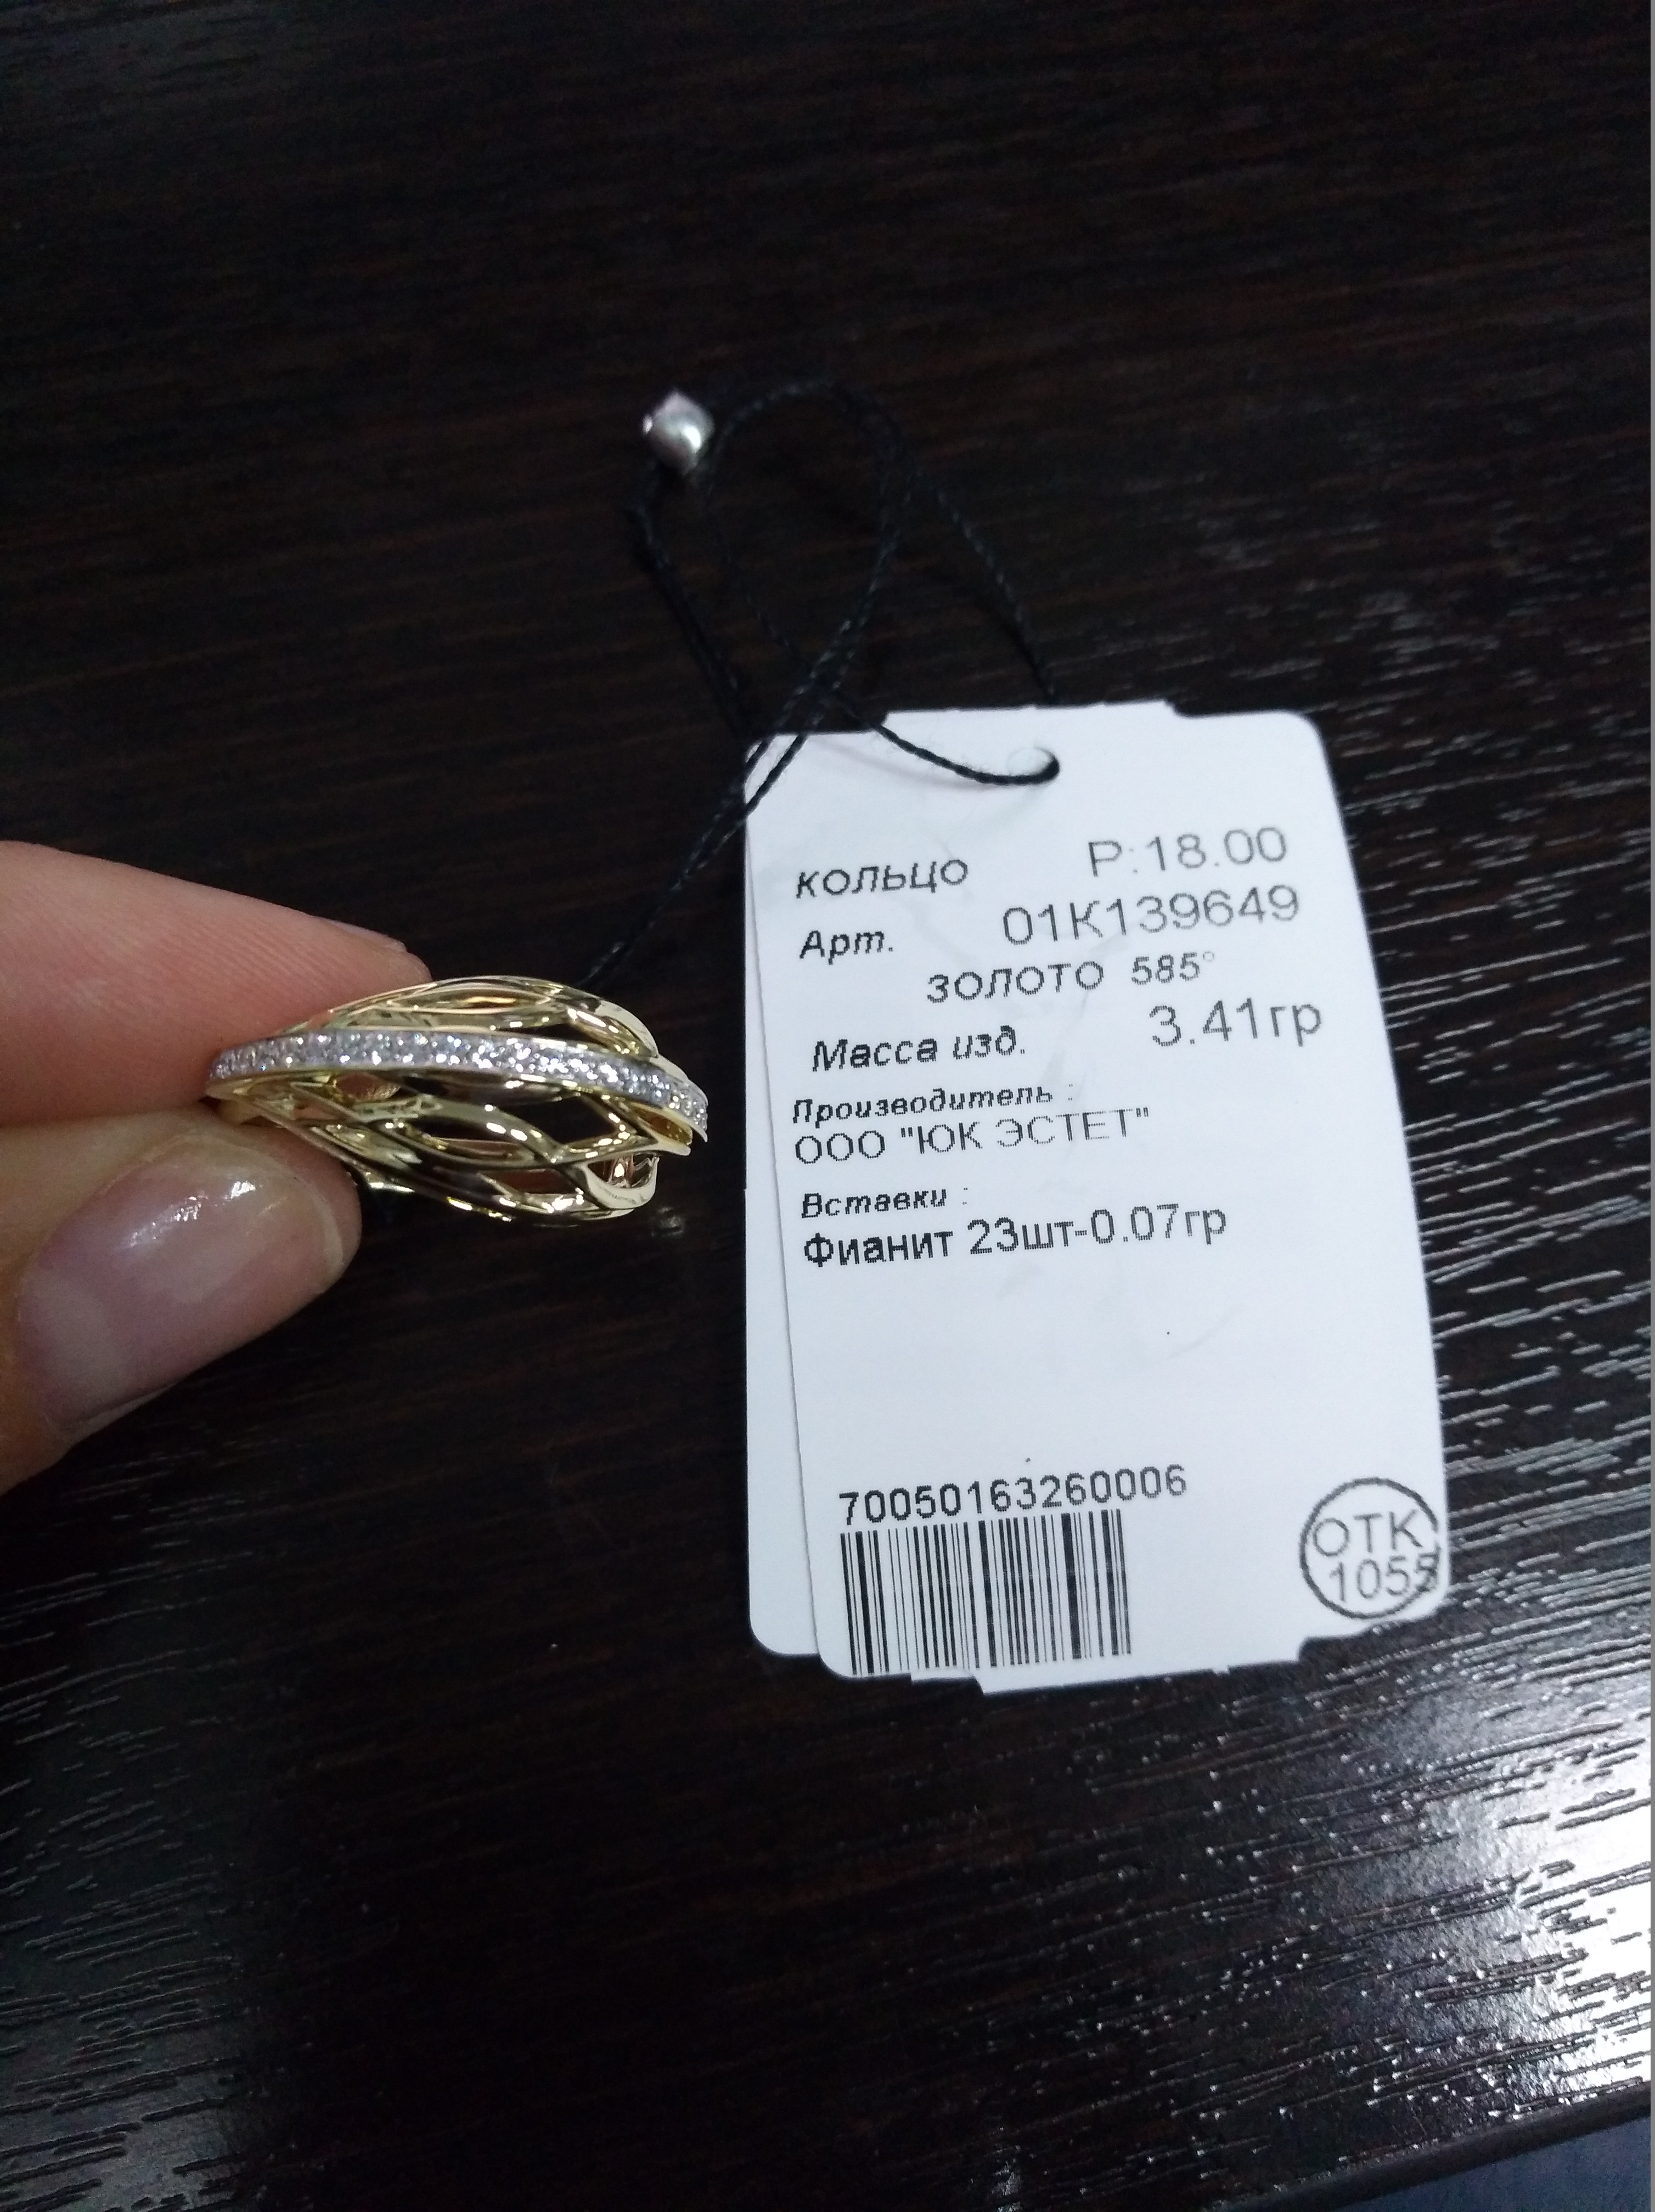 кольцо Р:18.00
Арт. 01К139649
золото 585°
Масса изд. 3.41гр
Производитель :
ООО "ЮК ЭСТЕТ"
Вставки :
Фианит 23шт-0.07гр
70050163260006
ОТК